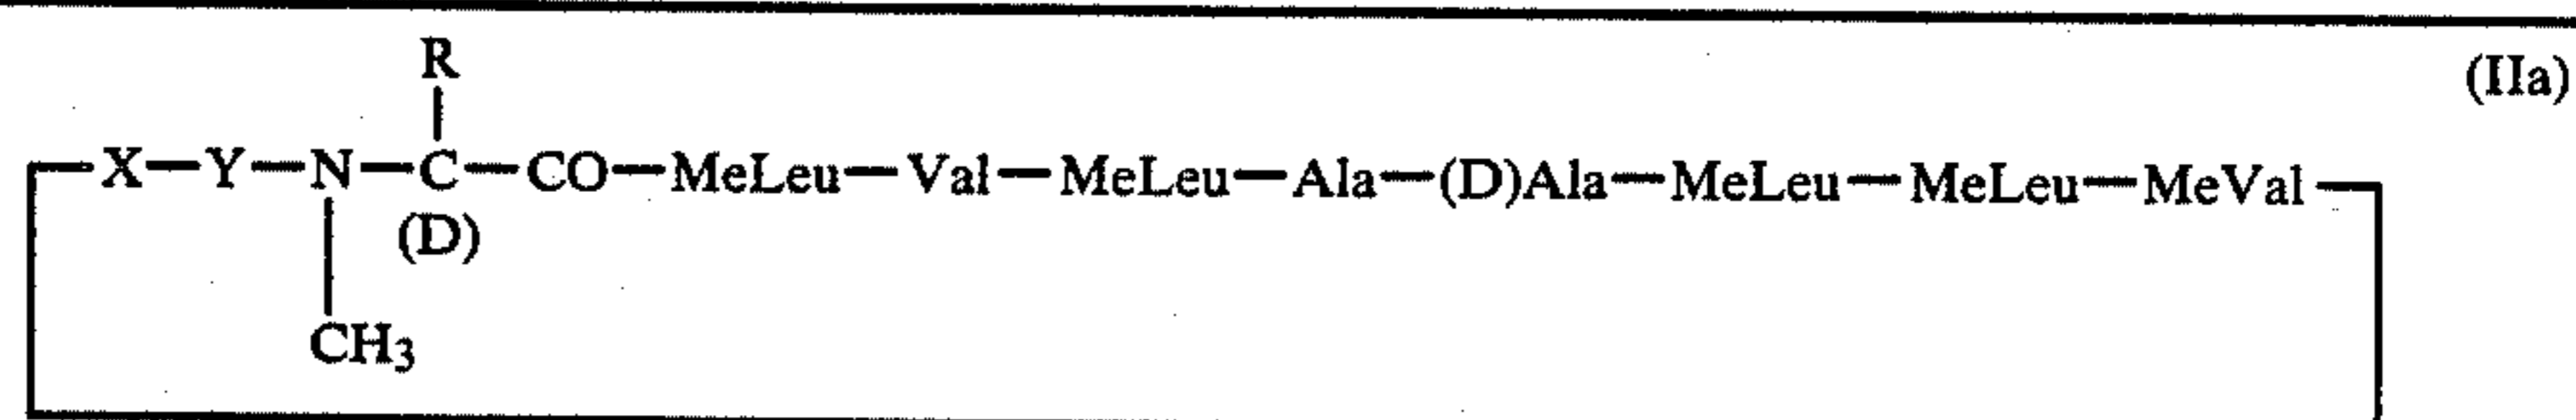 R
(IIa)
X—Y—N—C—CO—MeLeu—Val—MeLeu—Ala—(D)Ala—MeLeu—MeLeu—MeVal
(D)
CH₃